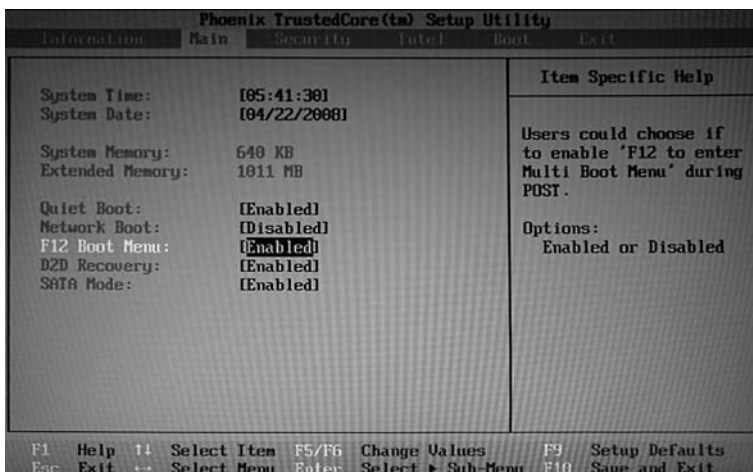 Phoenix TrustedCore(tm) Setup Utility
Information Main Security Intel Boot Exit
System Time: [05:41:30]
System Date: [04/22/2008]
System Memory: 640 KB
Extended Memory: 1011 MB
Quiet Boot: [Enabled]
Network Boot: [Disabled]
F12 Boot Menu: [Enabled]
D2D Recovery: [Enabled]
SATA Mode: [Enabled]
Item Specific Help
Users could choose if
to enable 'F12 to enter
Multi Boot Menu' during
POST.
Options:
Enabled or Disabled
F1 Help ↑↓ Select Item F5/F6 Change Values F9 Setup Defaults
Esc Exit ↔ Select Menu Enter Select ▶ Sub-Menu F10 Save and Exit